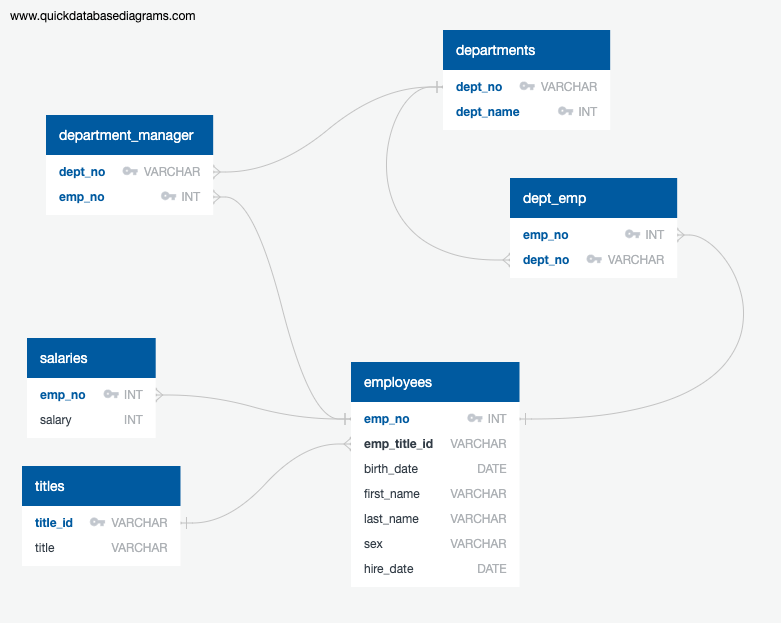 www.quickdatabasediagrams.com
departments
dept_no VARCHAR
dept_name INT
department_manager
dept_no VARCHAR
emp_no INT
dept_emp
emp_no INT
dept_no VARCHAR
salaries
emp_no INT
salary INT
employees
emp_no INT
emp_title_id VARCHAR
birth_date DATE
first_name VARCHAR
last_name VARCHAR
sex VARCHAR
hire_date DATE
titles
title_id VARCHAR
title VARCHAR